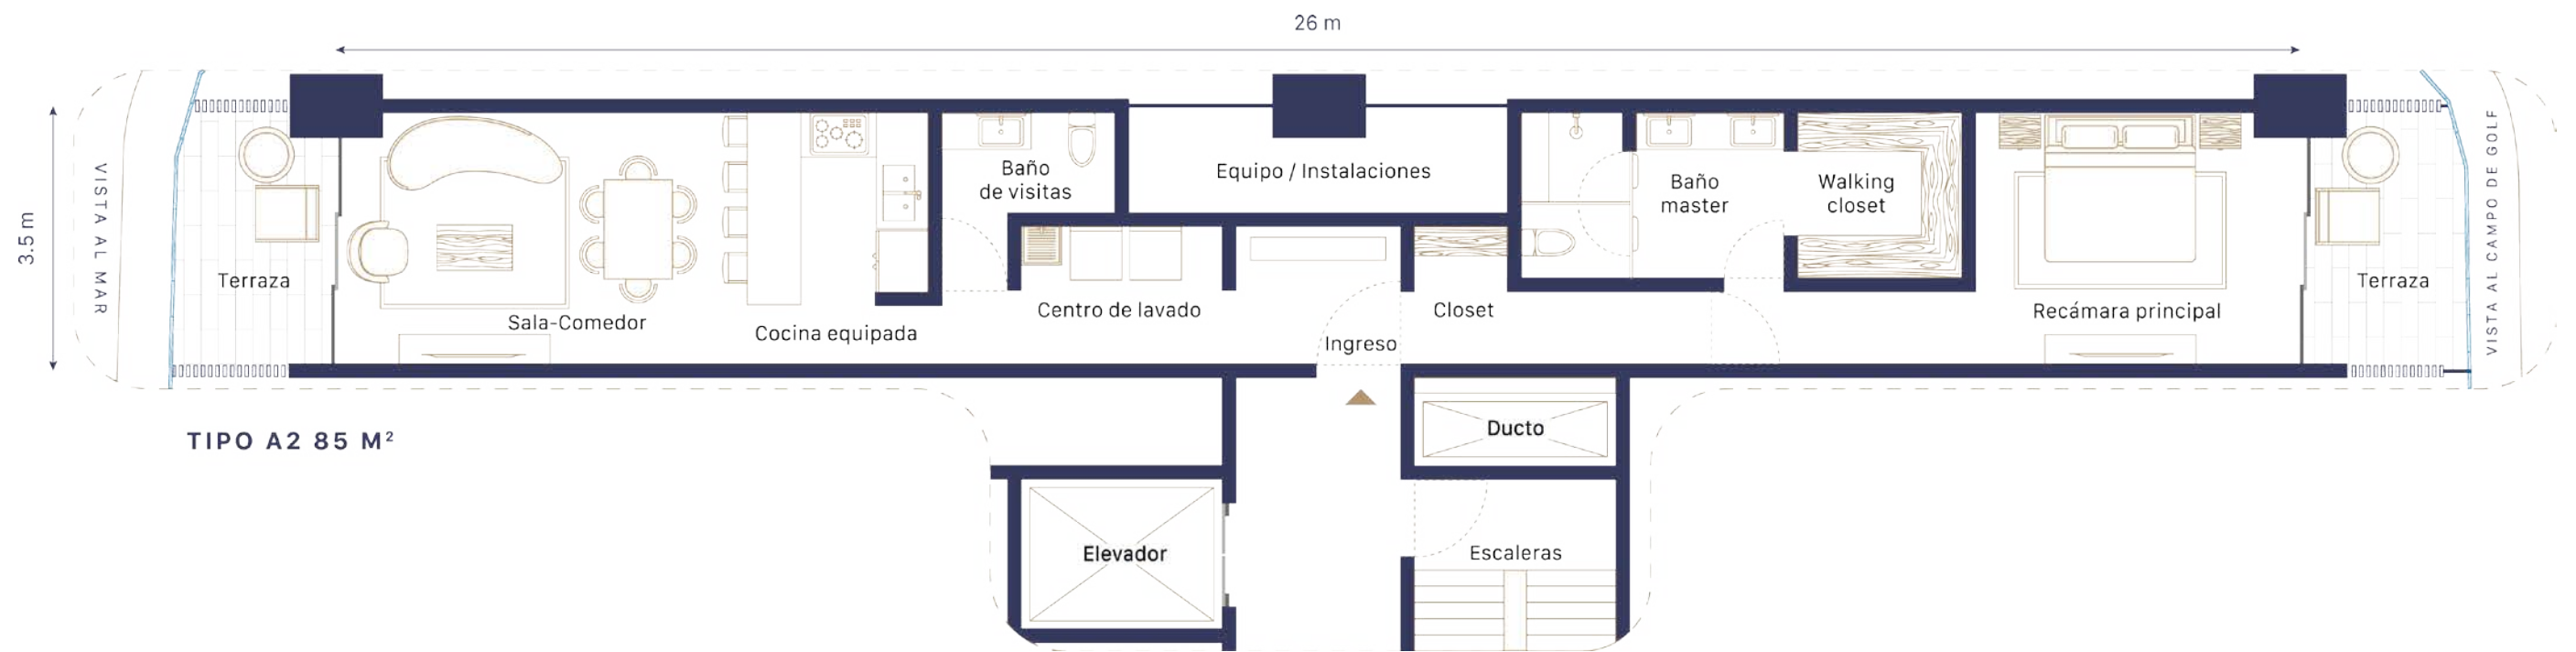 26 m
3.5 m
VISTA AL MAR
Terraza
Sala-Comedor
Cocina equipada
Baño
de visitas
Centro de lavado
Equipo / Instalaciones
Ingreso
Closet
Baño
master
Walking
closet
Recámara principal
Terraza
VISTA AL CAMPO DE GOLF
TIPO A2 85 M²
Ducto
Elevador
Escaleras